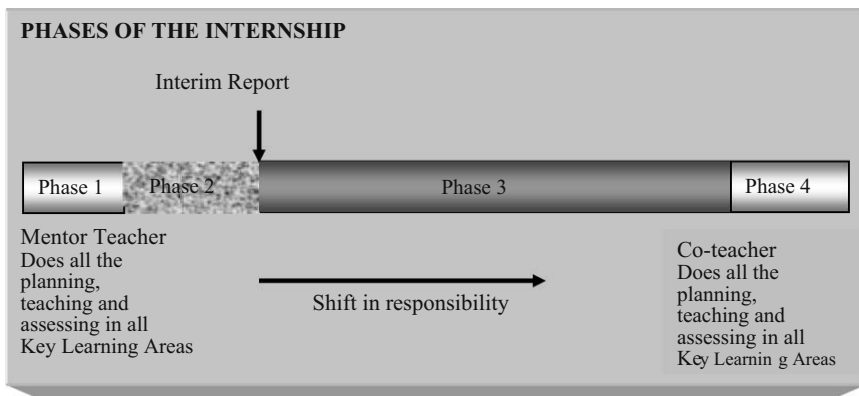 PHASES OF THE INTERNSHIP
Interim Report
Phase 1
Phase 2
Phase 3
Phase 4
Mentor Teacher
Does all the
planning,
teaching and
assessing in all
Key Learning Areas
Shift in responsibility
Co-teacher
Does all the
planning,
teaching and
assessing in all
Key Learnin g Areas